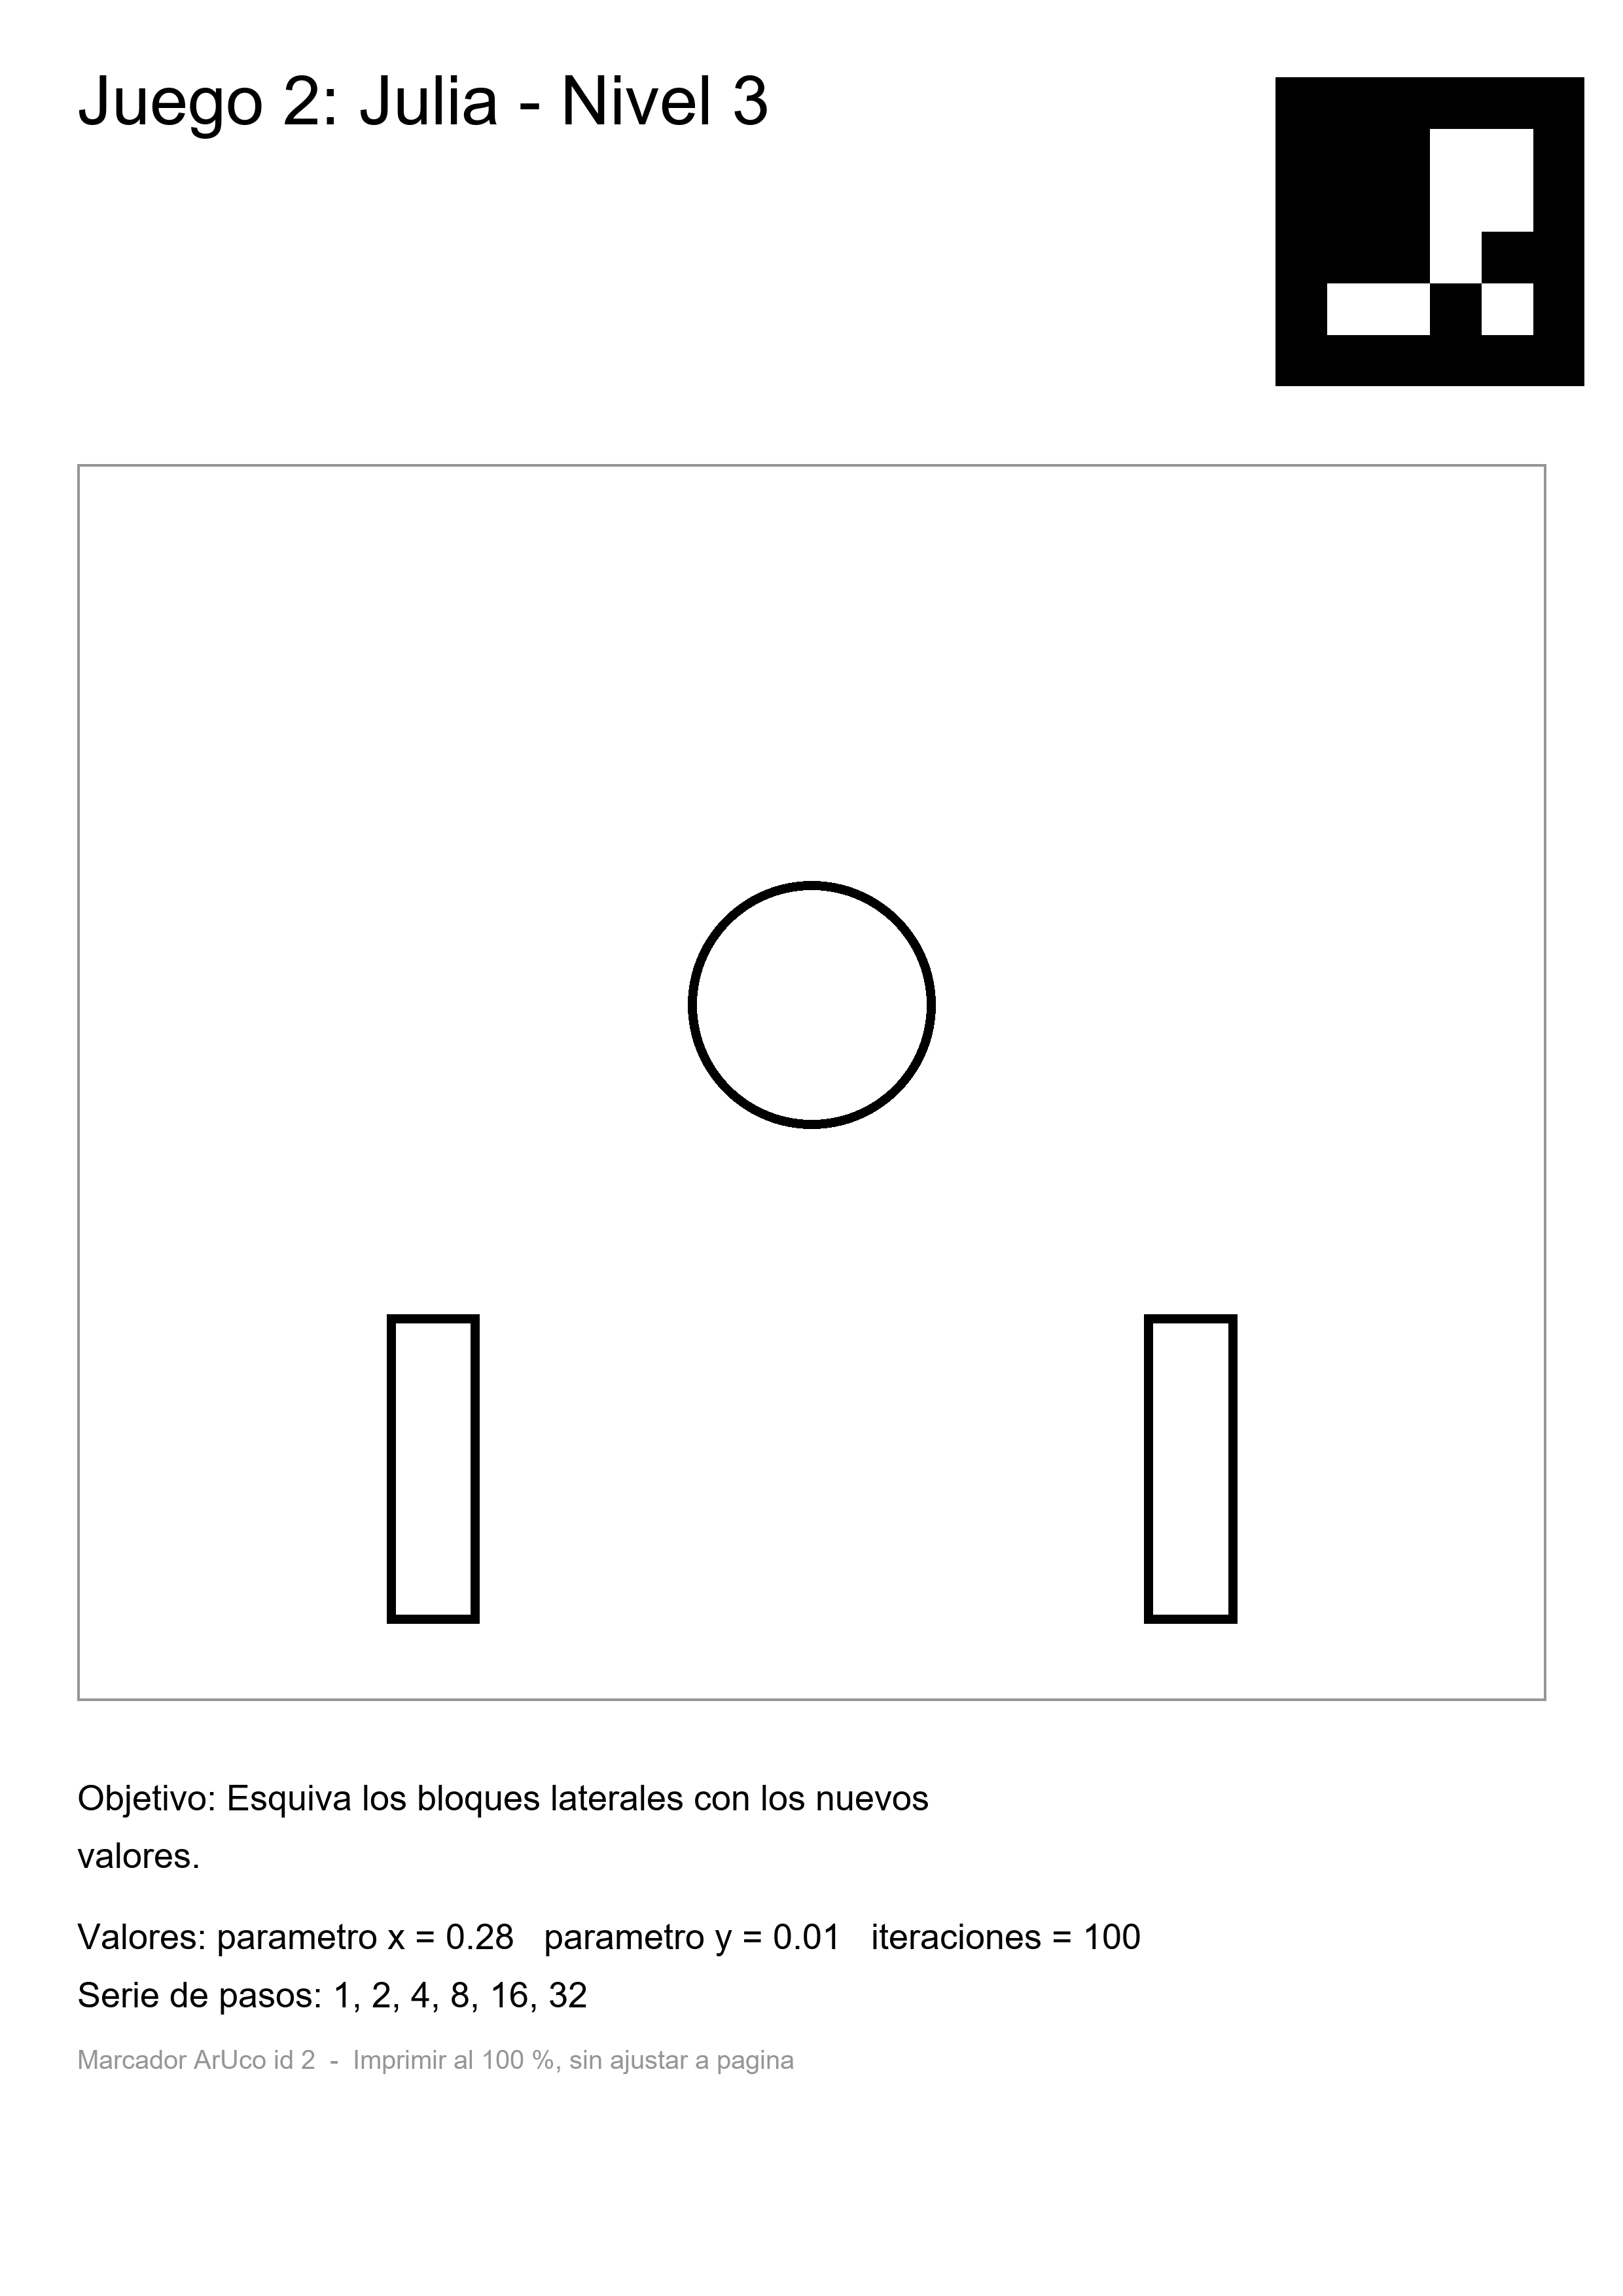 Juego 2: Julia - Nivel 3
Objetivo: Esquiva los bloques laterales con los nuevos
valores.
Valores: parametro x = 0.28   parametro y = 0.01   iteraciones = 100
Serie de pasos: 1, 2, 4, 8, 16, 32
Marcador ArUco id 2  -  Imprimir al 100 %, sin ajustar a pagina